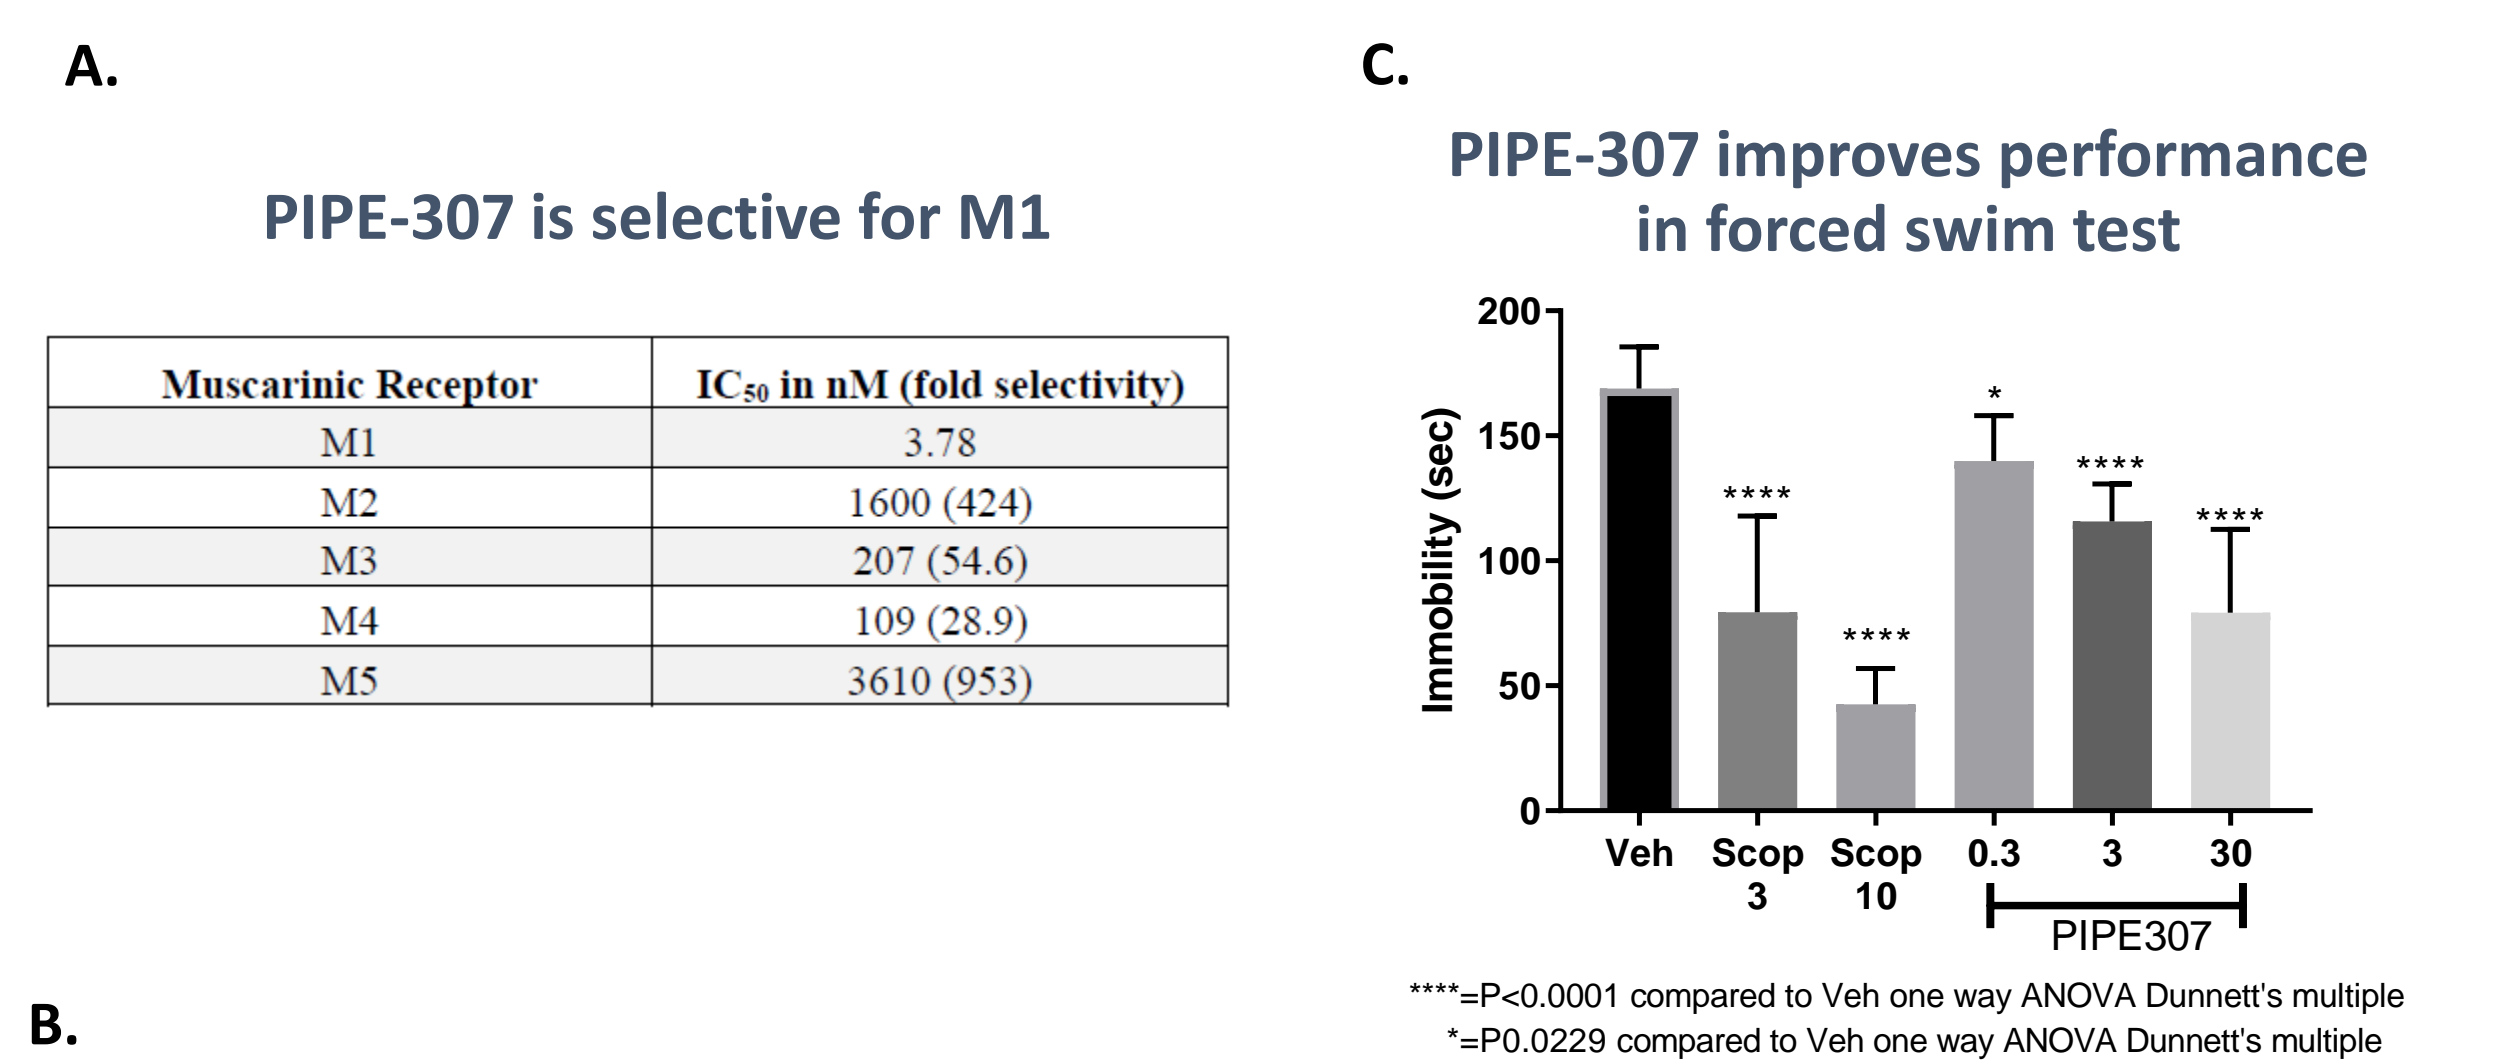 A.
PIPE-307 is selective for M1
Muscarinic Receptor IC50 in nM (fold selectivity)
M1 3.78
M2 1600 (424)
M3 207 (54.6)
M4 109 (28.9)
M5 3610 (953)
B.
C.
PIPE-307 improves performance
in forced swim test
Immobility (sec)
200
150
100
50
0
****
****
*
****
****
Veh Scop Scop 0.3 3 30
3 10
PIPE307
****=P<0.0001 compared to Veh one way ANOVA Dunnett's multiple
*=P0.0229 compared to Veh one way ANOVA Dunnett's multiple